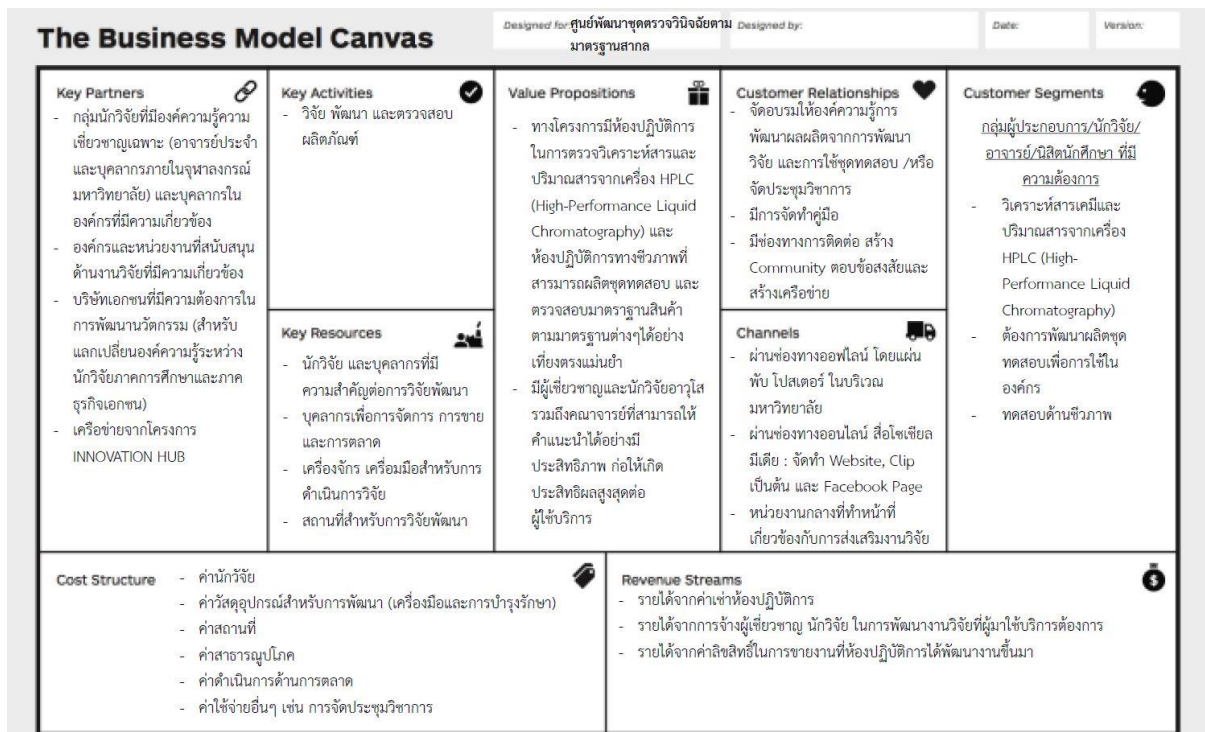 The Business Model Canvas
Designed for:
ศูนย์พัฒนาชุดตรวจวินิจฉัยตาม
มาตรฐานสากล
Designed by:
Date:
Version:
Key Partners
- กลุ่มนักวิจัยที่มีองค์ความรู้ความ
เชี่ยวชาญเฉพาะ (อาจารย์ประจำ
และบุคลากรภายในจุฬาลงกรณ์
มหาวิทยาลัย) และบุคลากรใน
องค์กรที่มีความเกี่ยวข้อง
- องค์กรและหน่วยงานที่สนับสนุน
ด้านงานวิจัยที่มีความเกี่ยวข้อง
- บริษัทเอกชนที่มีความต้องการใน
การพัฒนานวัตกรรม (สำหรับ
แลกเปลี่ยนองค์ความรู้ระหว่าง
นักวิจัยภาคการศึกษาและภาค
ธุรกิจเอกชน)
- เครือข่ายจากโครงการ
INNOVATION HUB
Key Activities
- วิจัย พัฒนา และตรวจสอบ
ผลิตภัณฑ์
Key Resources
- นักวิจัย และบุคลากรที่มี
ความสำคัญต่อการวิจัยพัฒนา
- บุคลากรเพื่อการจัดการ การขาย
และการตลาด
- เครื่องจักร เครื่อมมือสำหรับการ
ดำเนินการวิจัย
- สถานที่สำหรับการวิจัยพัฒนา
Value Propositions
- ทางโครงการมีห้องปฏิบัติการ
ในการตรวจวิเคราะห์สารและ
ปริมาณสารจากเครื่อง HPLC
(High-Performance Liquid
Chromatography) และ
ห้องปฏิบัติการทางชีวภาพที่
สารมารถผลิตชุดทดสอบ และ
ตรวจสอบมาตราฐานสินค้า
ตามมาตรฐานต่างๆได้อย่าง
เที่ยงตรงแม่นยำ
- มีผู้เชี่ยวชาญและนักวิจัยอาวุโส
รวมถึงคณาจารย์ที่สามารถให้
คำแนะนำได้อย่างมี
ประสิทธิภาพ ก่อให้เกิด
ประสิทธิผลสูงสุดต่อ
ผู้ใช้บริการ
Customer Relationships
- จัดอบรมให้องค์ความรู้การ
พัฒนาผลผลิตจากการพัฒนา
วิจัย และการใช้ชุดทดสอบ /หรือ
จัดประชุมวิชาการ
- มีการจัดทำคู่มือ
- มีช่องทางการติดต่อ สร้าง
Community ตอบข้อสงสัยและ
สร้างเครือข่าย
Channels
- ผ่านช่องทางออฟไลน์ โดยแผ่น
พับ โปสเตอร์ ในบริเวณ
มหาวิทยาลัย
- ผ่านช่องทางออนไลน์ สื่อโซเชียล
มีเดีย : จัดทำ Website, Clip
เป็นต้น และ Facebook Page
- หน่วยงานกลางที่ทำหน้าที่
เกี่ยวข้องกับการส่งเสริมงานวิจัย
Customer Segments
กลุ่มผู้ประกอบการ/นักวิจัย/
อาจารย์/นิสิตนักศึกษา ที่มี
ความต้องการ
- วิเคราะห์สารเคมีและ
ปริมาณสารจากเครื่อง
HPLC (High-
Performance Liquid
Chromatography)
- ต้องการพัฒนาผลิตชุด
ทดสอบเพื่อการใช้ใน
องค์กร
- ทดสอบด้านชีวภาพ
Cost Structure
- ค่านักวิจัย
- ค่าวัสดุอุปกรณ์สำหรับการพัฒนา (เครื่องมือและการบำรุงรักษา)
- ค่าสถานที่
- ค่าสาธารณูปโภค
- ค่าดำเนินการด้านการตลาด
- ค่าใช้จ่ายอื่นๆ เช่น การจัดประชุมวิชาการ
Revenue Streams
- รายได้จากค่าเช่าห้องปฏิบัติการ
- รายได้จากการจ้างผู้เชี่ยวชาญ นักวิจัย ในการพัฒนางานวิจัยที่ผู้มาใช้บริการต้องการ
- รายได้จากค่าลิขสิทธิ์ในการขายงานที่ห้องปฏิบัติการได้พัฒนางานขึ้นมา